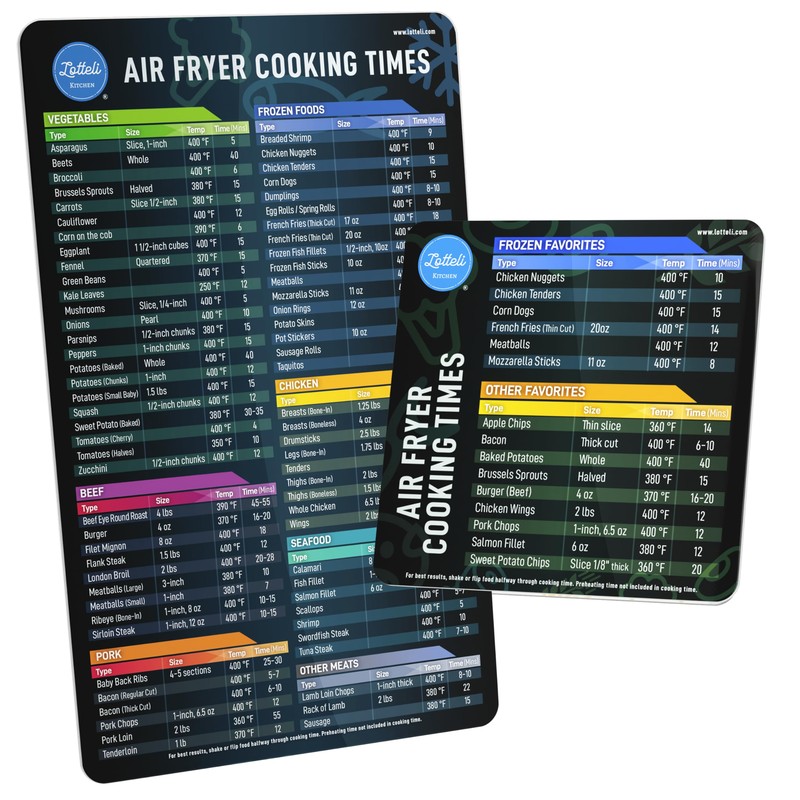 www.lotteli.com
Lotteli
KITCHEN
®
AIR FRYER COOKING TIMES
VEGETABLES
Type Size Temp Time (Mins)
Asparagus Slice, 1-inch 400 °F 5
Beets Whole 400 °F 40
Broccoli 400 °F 6
Brussels Sprouts Halved 380 °F 15
Carrots Slice 1/2-inch 380 °F 15
Cauliflower 400 °F 12
Corn on the cob 390 °F 6
Eggplant 1 1/2-inch cubes 400 °F 15
Fennel Quartered 370 °F 15
Green Beans 400 °F 5
Kale Leaves 250 °F 12
Mushrooms Slice, 1/4-inch 400 °F 5
Onions Pearl 400 °F 10
Parsnips 1/2-inch chunks 380 °F 15
Peppers 1-inch chunks 400 °F 15
Potatoes (Baked) Whole 400 °F 40
Potatoes (Chunks) 1-inch 400 °F 12
Potatoes (Small Baby) 1.5 lbs 400 °F 15
Squash 1/2-inch chunks 400 °F 12
Sweet Potato (Baked) 380 °F 30-35
Tomatoes (Cherry) 400 °F 4
Tomatoes (Halves) 350 °F 10
Zucchini 1/2-inch chunks 400 °F 12
BEEF
Type Size Temp Time (Mins)
Beef Eye Round Roast 4 lbs 390 °F 45-55
Burger 4 oz 370 °F 16-20
Filet Mignon 8 oz 400 °F 18
Flank Steak 1.5 lbs 400 °F 12
London Broil 2 lbs 400 °F 20-28
Meatballs (Large) 3-inch 380 °F 10
Meatballs (Small) 1-inch 380 °F 7
Ribeye (Bone-In) 1-inch, 8 oz 400 °F 10-15
Sirloin Steak 1-inch, 12 oz 400 °F 10-15
PORK
Type Size Temp Time (Mins)
Baby Back Ribs 4-5 sections 400 °F 25-30
Bacon (Regular Cut) 400 °F 5-7
Bacon (Thick Cut) 400 °F 6-10
Pork Chops 1-inch, 6.5 oz 400 °F 12
Pork Loin 2 lbs 360 °F 55
Tenderloin 1 lb 370 °F 12
FROZEN FOODS
Type Size Temp Time (Mins)
Breaded Shrimp 400 °F 9
Chicken Nuggets 400 °F 10
Chicken Tenders 400 °F 15
Corn Dogs 400 °F 15
Dumplings 400 °F 8-10
Egg Rolls / Spring Rolls 400 °F 8-10
French Fries (Thick Cut) 17 oz 400 °F 18
French Fries (Thin Cut) 20 oz
Frozen Fish Fillets 1/2-inch, 10oz
Frozen Fish Sticks 10 oz
Meatballs
Mozzarella Sticks 11 oz
Onion Rings 12 oz
Potato Skins
Pot Stickers 10 oz
Sausage Rolls
Taquitos
CHICKEN
Type Size
Breasts (Bone-In) 1.25 lbs
Breasts (Boneless) 4 oz
Drumsticks 2.5 lbs
Legs (Bone-In) 1.75 lbs
Tenders
Thighs (Bone-In) 2 lbs
Thighs (Boneless) 1.5 lbs
Whole Chicken 6.5 lbs
Wings 2
SEAFOOD
Type Size
Calamari 8
Fish Fillet 1-
Salmon Fillet 6 oz
Scallops 5-7
Shrimp 400 °F 5
Swordfish Steak 400 °F 10
Tuna Steak 400 °F 7-10
OTHER MEATS
Type Size Temp Time (Mins)
Lamb Loin Chops 1-inch thick 400 °F 8-10
Rack of Lamb 2 lbs 380 °F 22
Sausage 380 °F 15
For best results, shake or flip food halfway through cooking time. Preheating time not included in cooking time.
www.lotteli.com
Lotteli
KITCHEN
®
AIR FRYER
COOKING TIMES
FROZEN FAVORITES
Type Size Temp Time (Mins)
Chicken Nuggets 400 °F 10
Chicken Tenders 400 °F 15
Corn Dogs 400 °F 15
French Fries (Thin Cut) 20oz 400 °F 14
Meatballs 400 °F 12
Mozzarella Sticks 11 oz 400 °F 8
OTHER FAVORITES
Type Size Temp Time (Mins)
Apple Chips Thin slice 360 °F 14
Bacon Thick cut 400 °F 6-10
Baked Potatoes Whole 400 °F 40
Brussels Sprouts Halved 380 °F 15
Burger (Beef) 4 oz 370 °F 16-20
Chicken Wings 2 lbs 400 °F 12
Pork Chops 1-inch, 6.5 oz 400 °F 12
Salmon Fillet 6 oz 380 °F 12
Sweet Potato Chips Slice 1/8" thick 360 °F 20
For best results, shake or flip food halfway through cooking time. Preheating time not included in cooking time.